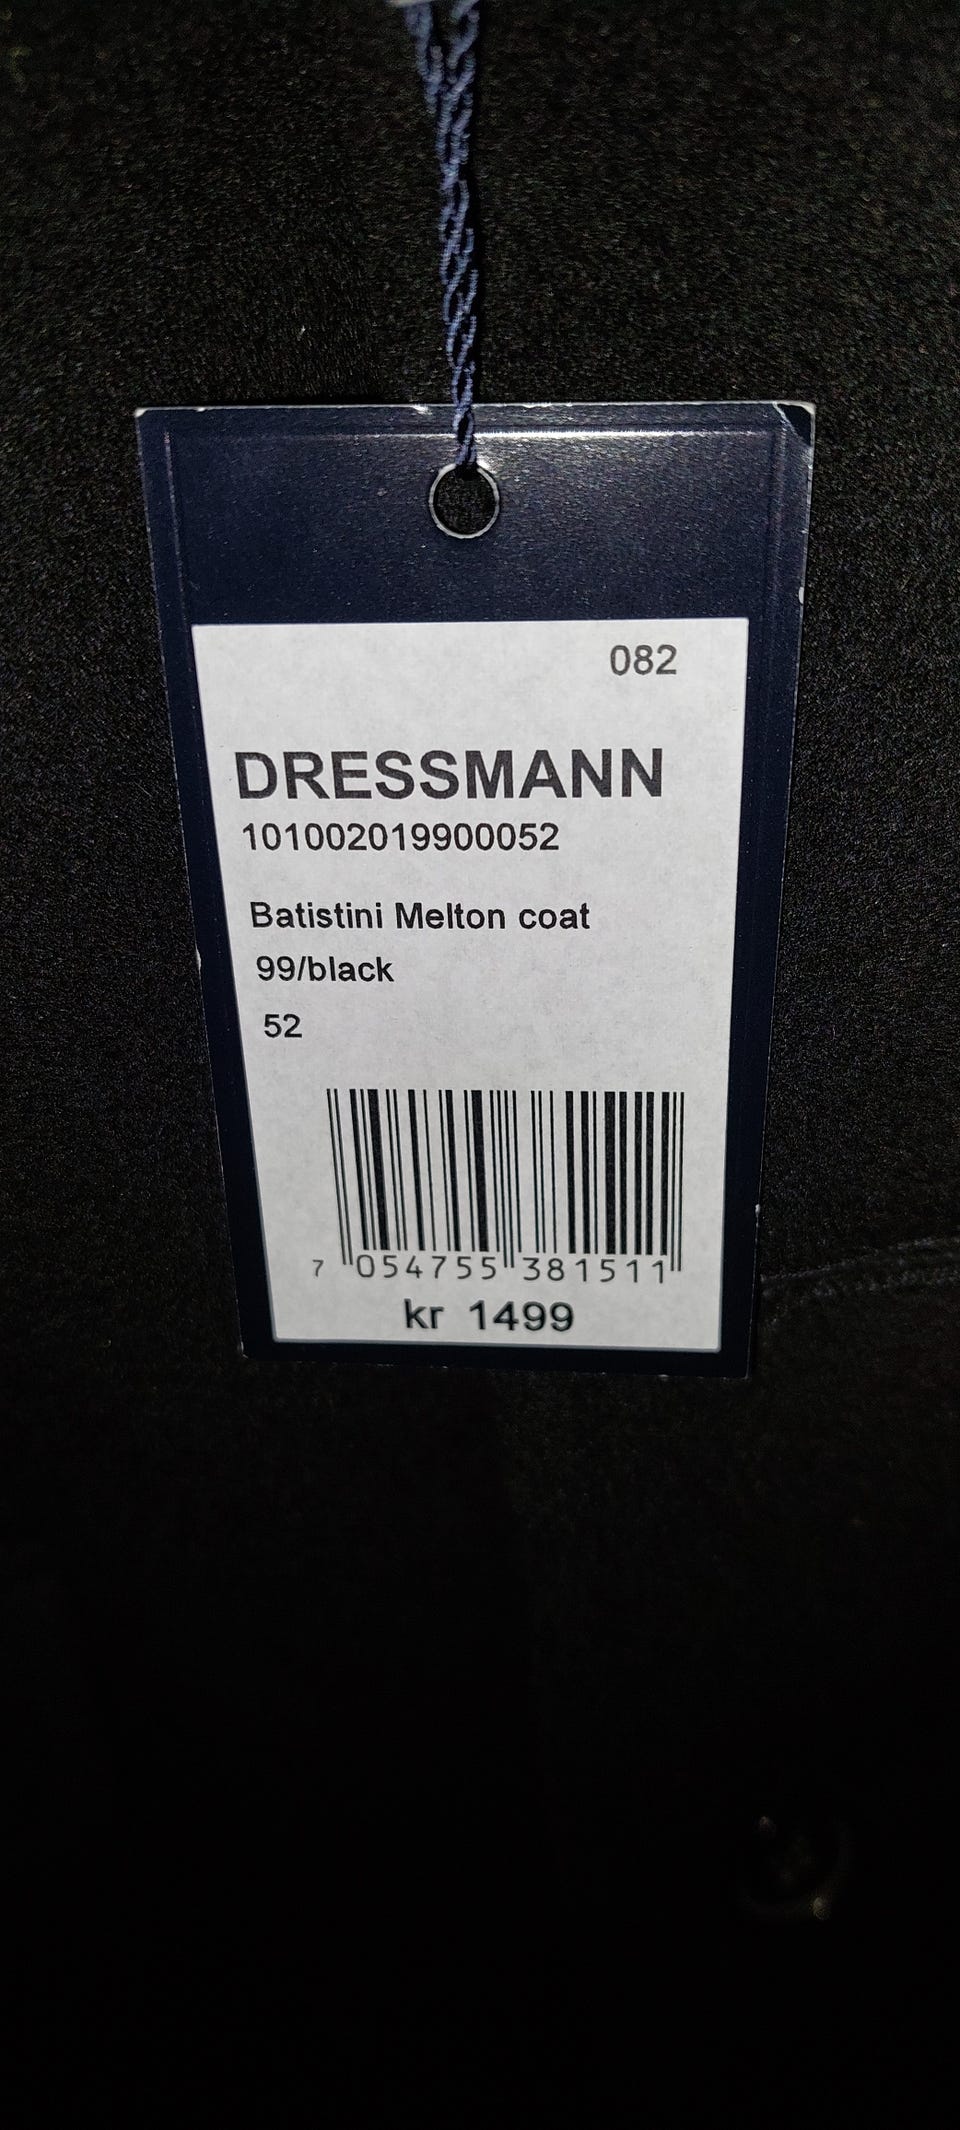 082
DRESSMANN
101002019900052
Batistini Melton coat
99/black
52
7 054755 381511
kr 1499